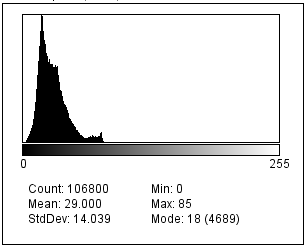 0 255
Count: 106800 Min: 0
Mean: 29.000 Max: 85
StdDev: 14.039 Mode: 18 (4689)